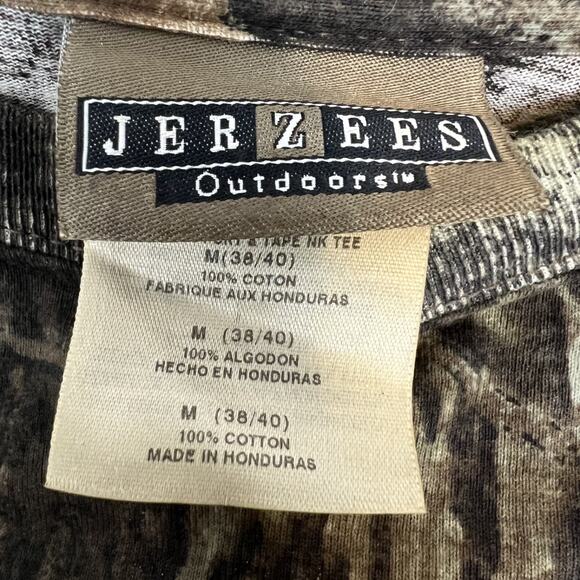 JERZEES
Outdoors™
& TAPE NK TEE
M(38/40)
100% COTON
FABRIQUE AUX HONDURAS
M (38/40)
100% ALGODON
HECHO EN HONDURAS
M (38/40)
100% COTTON
MADE IN HONDURAS